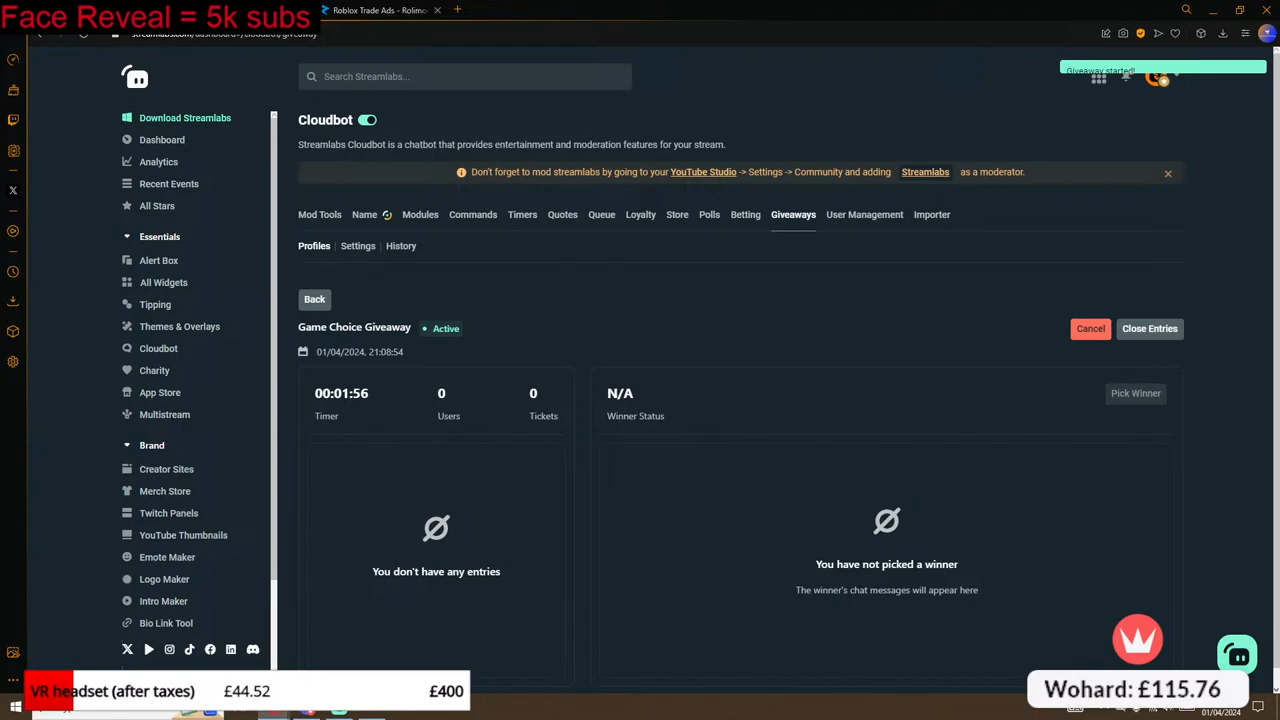 Face Reveal = 5k subs
Roblox Trade Ads - Rolimo
streamlabs.com/dashboard#/cloudbot/giveaway
Search Streamlabs...
Giveaway started!
Download Streamlabs
Dashboard
Analytics
Recent Events
All Stars
Essentials
Alert Box
All Widgets
Tipping
Themes & Overlays
Cloudbot
Charity
App Store
Multistream
Brand
Creator Sites
Merch Store
Twitch Panels
YouTube Thumbnails
Emote Maker
Logo Maker
Intro Maker
Bio Link Tool
Cloudbot
Streamlabs Cloudbot is a chatbot that provides entertainment and moderation features for your stream.
Don't forget to mod streamlabs by going to your YouTube Studio -> Settings -> Community and adding Streamlabs as a moderator.
Mod Tools Name Modules Commands Timers Quotes Queue Loyalty Store Polls Betting Giveaways User Management Importer
Profiles Settings History
Back
Game Choice Giveaway Active
Cancel Close Entries
01/04/2024, 21:08:54
00:01:56 0 0
Timer Users Tickets
You don't have any entries
N/A
Winner Status
Pick Winner
You have not picked a winner
The winner's chat messages will appear here
VR headset (after taxes) £44.52 £400
Wohard: £115.76
01/04/2024